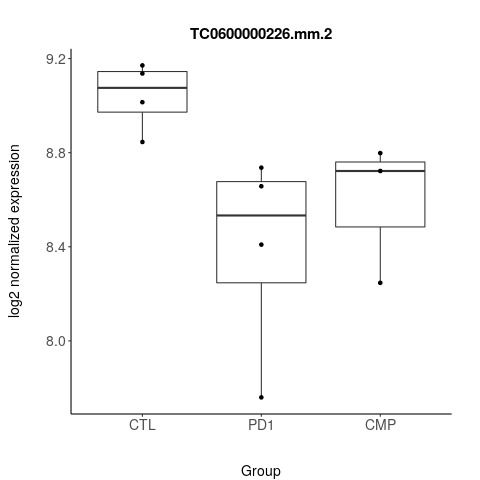 TC0600000226.mm.2
log2 normalized expression
9.2
8.8
8.4
8.0
CTL PD1 CMP
Group